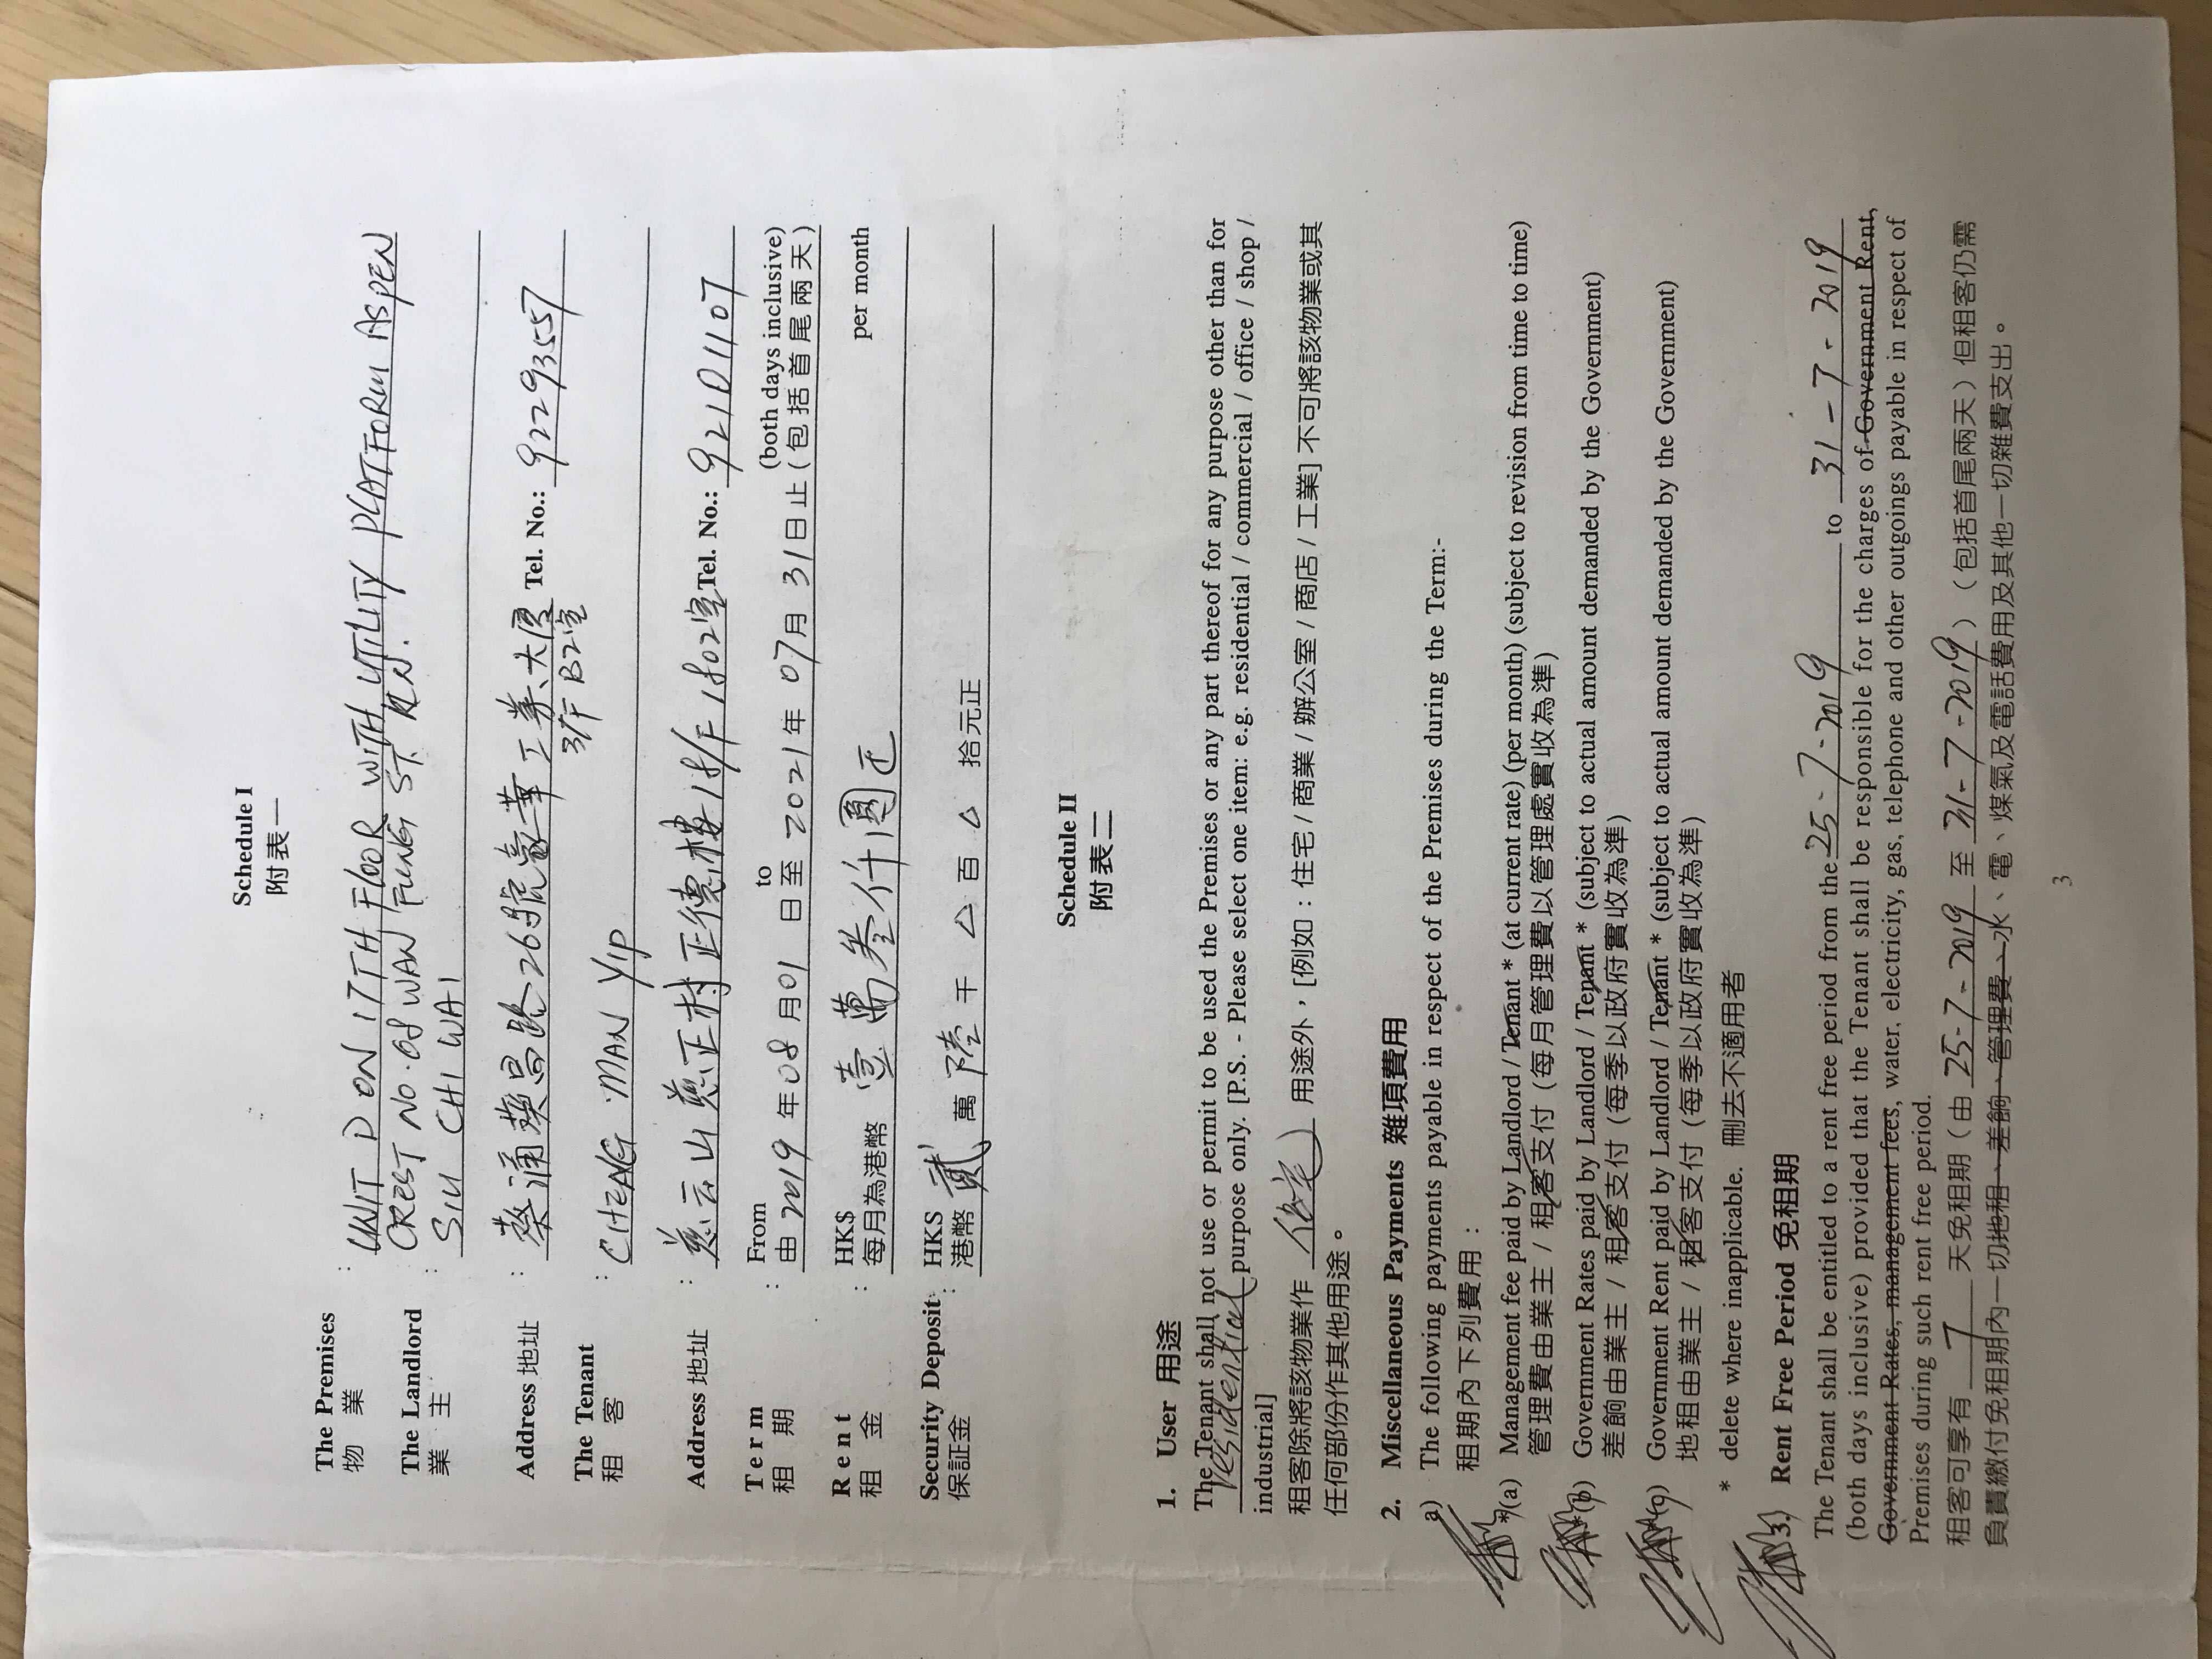 Schedule I
附表一
The Premises : UNIT D ON 17TH FLOOR WITH UTILITY PLATFORM ASPEN
物 業 CREST NO. 08 WAN FUNG ST. KLN.
The Landlord : SIU CHI WAI
業 主
Address 地址 : 葵涌葵昌路26號豪華工業大厦 3/F B2室 Tel. No.: 92293557
The Tenant : CHENG MAN YIP
租 客
Address 地址 : 慈云山慈正村正德樓18/F 1802室 Tel. No.: 92101107
Term : From to (both days inclusive)
租 期 由 2019 年 08 月 01 日至 2021 年 07 月 31 日止 (包括首尾兩天)
Rent : HK$ per month
租 金 每月為港幣 壹萬叁仟圓正
Security Deposit : HK$
保証金 港幣 貳 萬 陸 千 △ 百 △ 拾元正
Schedule II
附表二
1. User 用途
The Tenant shall not use or permit to be used the Premises or any part thereof for any purpose other than for
residential purpose only. [P.S. - Please select one item: e.g. residential / commercial / office / shop /
industrial]
租客除將該物業作 住宅 用途外，[例如：住宅 / 商業 / 辦公室 / 商店 / 工業] 不可將該物業或其
任何部份作其他用途。
2. Miscellaneous Payments 雜項費用
a) The following payments payable in respect of the Premises during the Term:-
租期內下列費用：
*(a) Management fee paid by Landlord / Tenant * (at current rate) (per month) (subject to revision from time to time)
管理費由業主 / 租客支付 (每月管理費以管理處實收為準)
*(b) Government Rates paid by Landlord / Tenant * (subject to actual amount demanded by the Government)
差餉由業主 / 租客支付 (每季以政府實收為準)
Government Rent paid by Landlord / Tenant * (subject to actual amount demanded by the Government)
地租由業主 / 租客支付 (每季以政府實收為準)
* delete where inapplicable. 刪去不適用者
3. Rent Free Period 免租期
The Tenant shall be entitled to a rent free period from the 25-7-2019 to 31-7-2019
(both days inclusive) provided that the Tenant shall be responsible for the charges of Government Rent,
Government Rates, management fees, water, electricity, gas, telephone and other outgoings payable in respect of
Premises during such rent free period.
租客可享有 7 天免租期 (由 25-7-2019 至 31-7-2019) (包括首尾兩天) 但租客仍需
負責繳付免租期內一切地租、差餉、管理費、水、電、煤氣及電話費用及其他一切雜費支出。
3